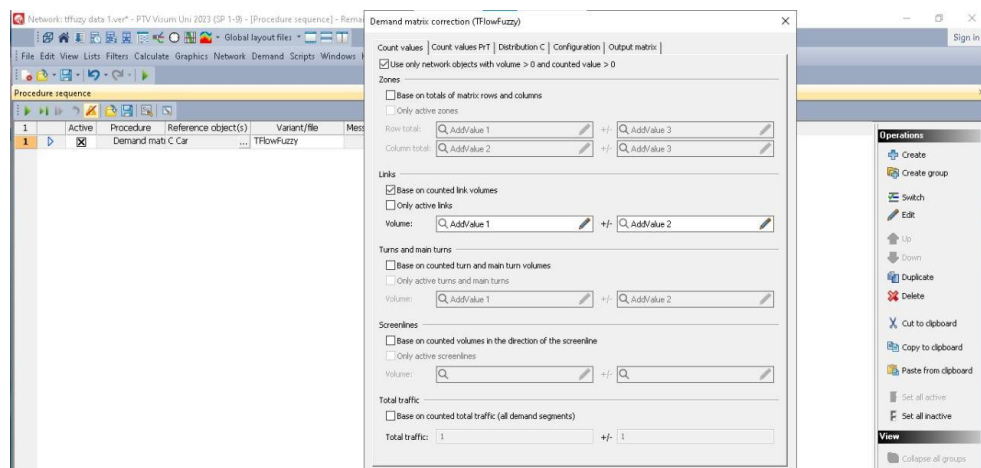 Network: tffuzy data 1.ver* - PTV Visum Uni 2023 (SP 1-9) - [Procedure sequence] - Remai
Global layout files
Sign in
File Edit View Lists Filters Calculate Graphics Network Demand Scripts Windows
Procedure sequence
1 Active Procedure Reference object(s) Variant/file Mess
1 Demand mati C Car ... TFlowFuzzy
Demand matrix correction (TFlowFuzzy)
Count values Count values PrT Distribution C Configuration Output matrix
Use only network objects with volume > 0 and counted value > 0
Zones
Base on totals of matrix rows and columns
Only active zones
Row total: AddValue 1 +/- AddValue 3
Column total: AddValue 2 +/- AddValue 3
Links
Base on counted link volumes
Only active links
Volume: AddValue 1 +/- AddValue 2
Turns and main turns
Base on counted turn and main turn volumes
Only active turns and main turns
Volume: AddValue 1 +/- AddValue 2
Screenlines
Base on counted volumes in the direction of the screenline
Only active screenlines
Volume: +/-
Total traffic
Base on counted total traffic (all demand segments)
Total traffic: 1 +/- 1
Operations
Create
Create group
Switch
Edit
Up
Down
Duplicate
Delete
Cut to clipboard
Copy to clipboard
Paste from clipboard
Set all active
Set all inactive
View
Collapse all groups